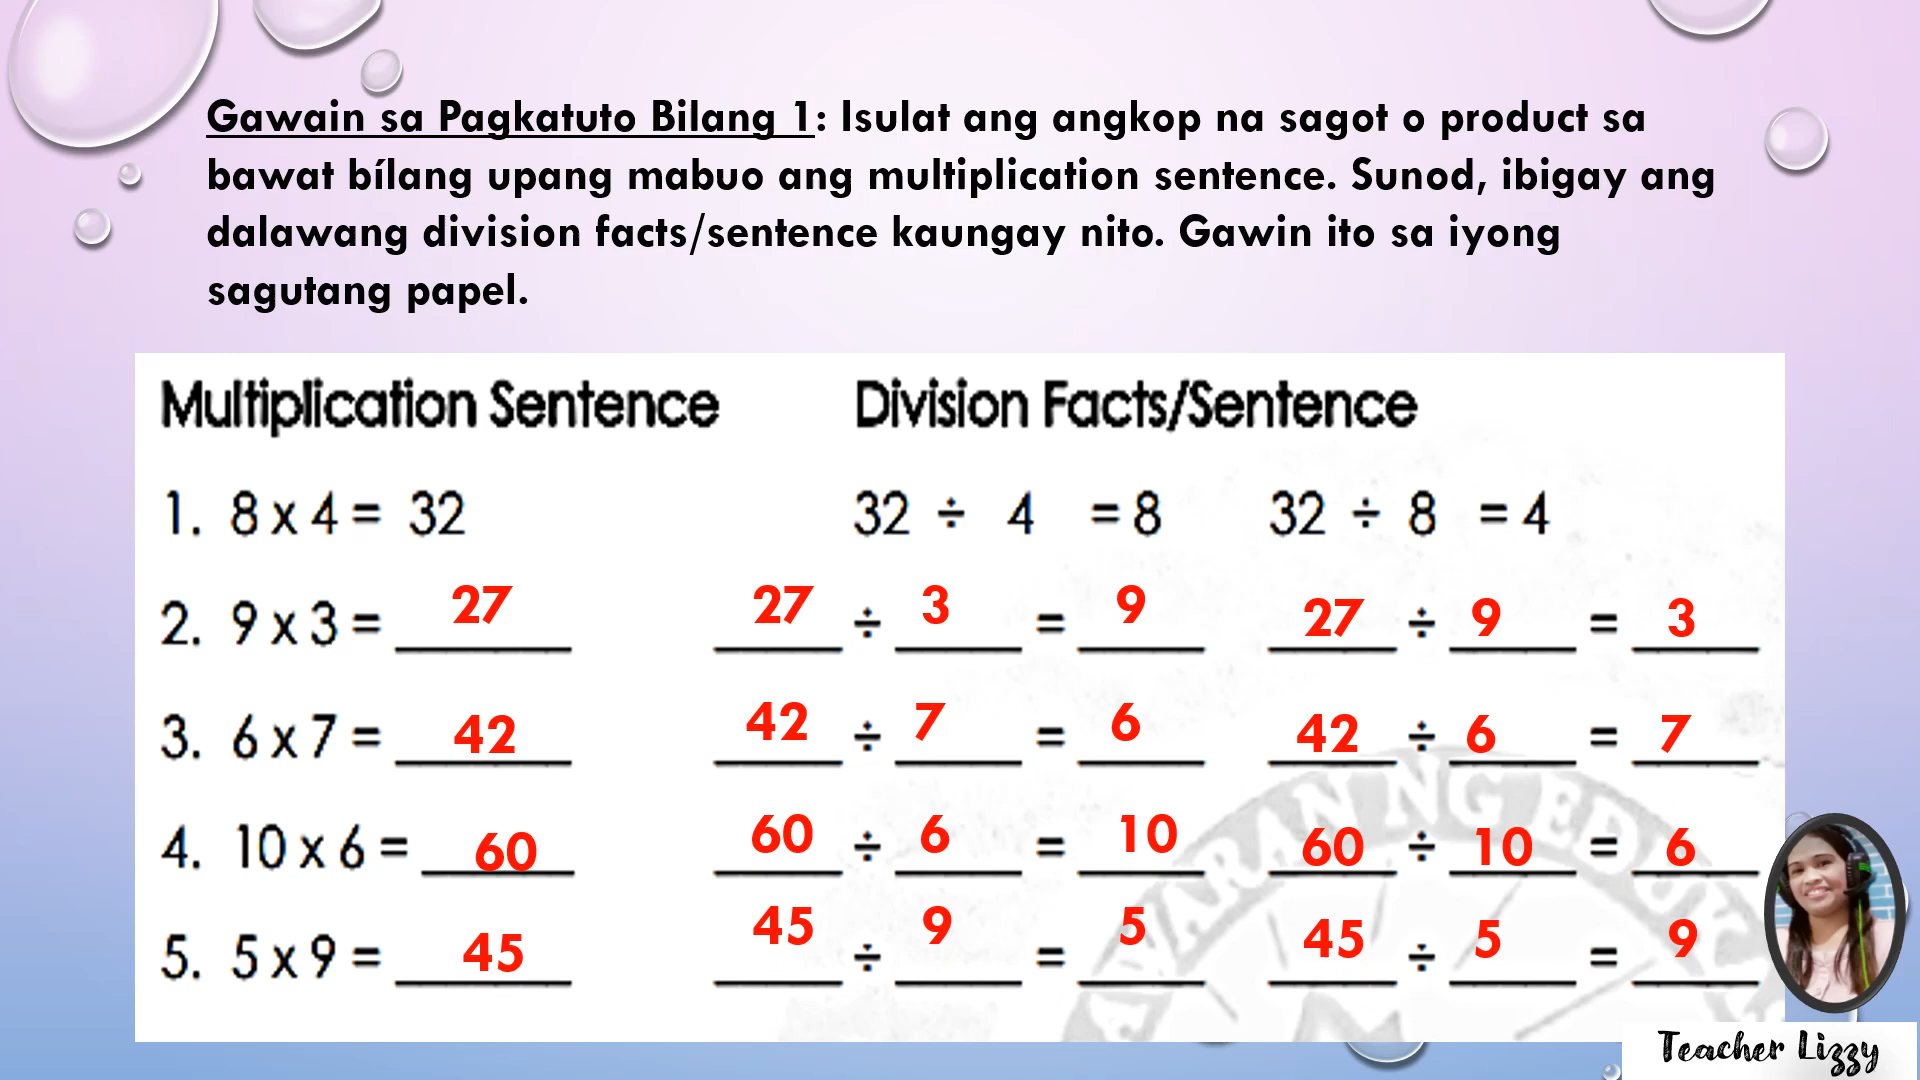 Gawain sa Pagkatuto Bilang 1: Isulat ang angkop na sagot o product sa
bawat bílang upang mabuo ang multiplication sentence. Sunod, ibigay ang
dalawang division facts/sentence kaungay nito. Gawin ito sa iyong
sagutang papel.
Multiplication Sentence Division Facts/Sentence
1. 8 x 4 = 32 32 ÷ 4 = 8 32 ÷ 8 = 4
2. 9 x 3 = 27 27 ÷ 3 = 9 27 ÷ 9 = 3
3. 6 x 7 = 42 42 ÷ 7 = 6 42 ÷ 6 = 7
4. 10 x 6 = 60 60 ÷ 6 = 10 60 ÷ 10 = 6
5. 5 x 9 = 45 45 ÷ 9 = 5 45 ÷ 5 = 9
Teacher Lizzy